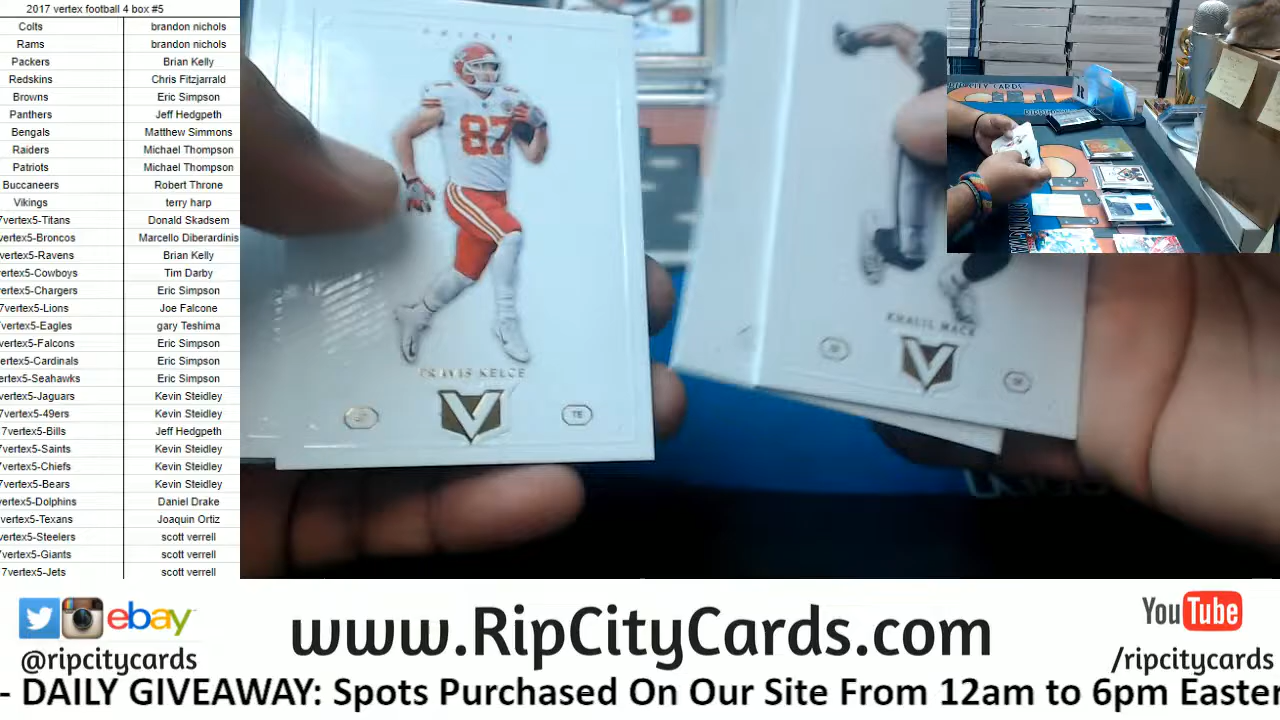 2017 vertex football 4 box #5
Colts brandon nichols
Rams brandon nichols
Packers Brian Kelly
Redskins Chris Fitzjarrald
Browns Eric Simpson
Panthers Jeff Hedgpeth
Bengals Matthew Simmons
Raiders Michael Thompson
Patriots Michael Thompson
Buccaneers Robert Throne
Vikings terry harp
7vertex5-Titans Donald Skadsem
vertex5-Broncos Marcello Diberardinis
vertex5-Ravens Brian Kelly
vertex5-Cowboys Tim Darby
vertex5-Chargers Eric Simpson
7vertex5-Lions Joe Falcone
7vertex5-Eagles gary Teshima
vertex5-Falcons Eric Simpson
vertex5-Cardinals Eric Simpson
vertex5-Seahawks Eric Simpson
vertex5-Jaguars Kevin Steidley
7vertex5-49ers Kevin Steidley
7vertex5-Bills Jeff Hedgpeth
7vertex5-Saints Kevin Steidley
7vertex5-Chiefs Kevin Steidley
7vertex5-Bears Kevin Steidley
vertex5-Dolphins Daniel Drake
vertex5-Texans Joaquin Ortiz
vertex5-Steelers scott verrell
7vertex5-Giants scott verrell
7vertex5-Jets scott verrell
CHIEFS
87
TRAVIS KELCE
V
TE
KHALIL MACK
V
ebay
@ripcitycards
www.RipCityCards.com
YouTube
/ripcitycards
- DAILY GIVEAWAY: Spots Purchased On Our Site From 12am to 6pm Easter